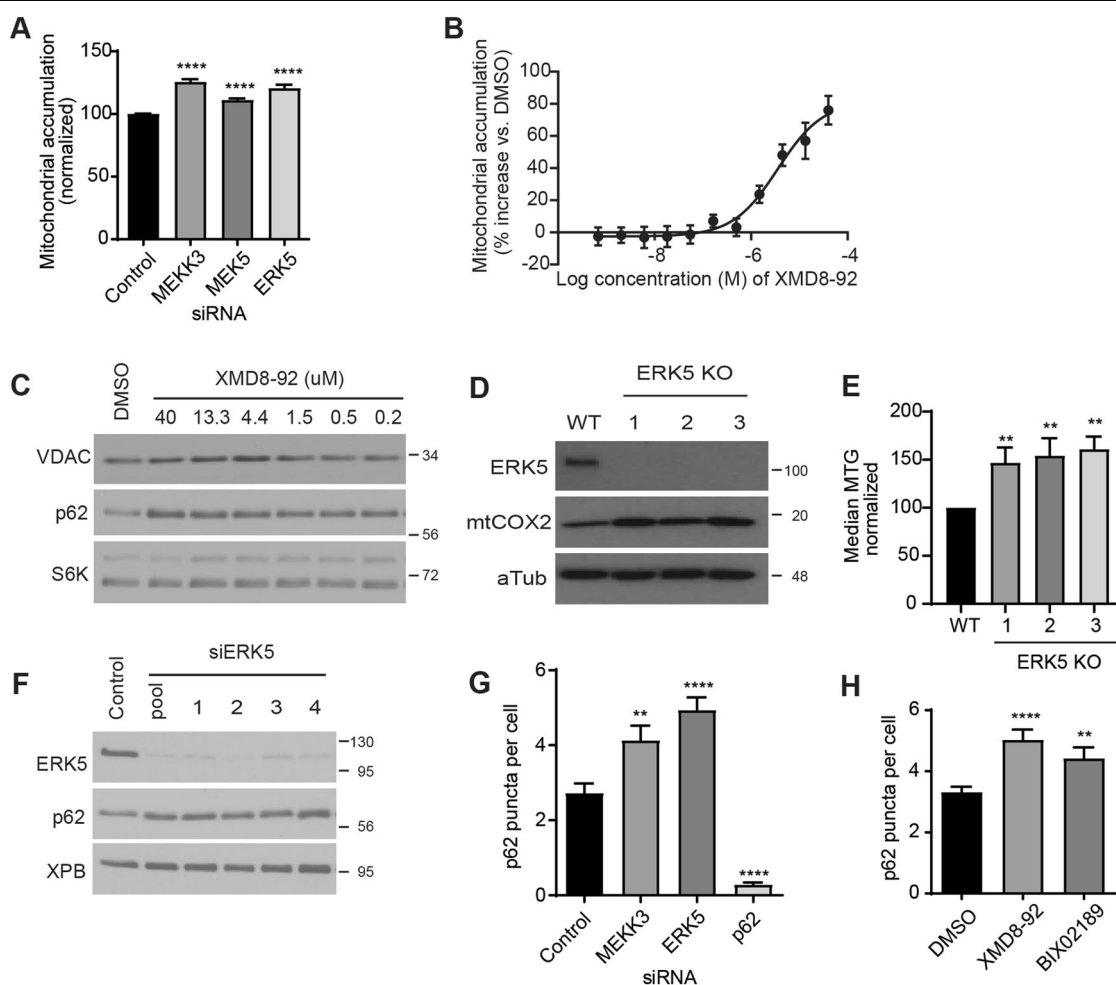 A
Mitochondrial accumulation
(normalized)
150
100
50
0
****
****
****
Control
MEKK3
MEK5
ERK5
siRNA
B
Mitochondrial accumulation
(% increase vs. DMSO)
100
80
60
40
20
0
-20
-8
-6
-4
Log concentration (M) of XMD8-92
C
DMSO
XMD8-92 (uM)
40 13.3 4.4 1.5 0.5 0.2
VDAC
34
p62
56
S6K
72
D
ERK5 KO
WT 1 2 3
ERK5
100
mtCOX2
20
aTub
48
E
Median MTG
normalized
200
150
100
50
0
**
**
**
WT 1 2 3
ERK5 KO
F
Control
siERK5
pool 1 2 3 4
ERK5
130
95
p62
56
XPB
95
G
p62 puncta per cell
6
4
2
0
**
****
****
Control
MEKK3
ERK5
p62
siRNA
H
p62 puncta per cell
6
4
2
0
****
**
DMSO
XMD8-92
BIX02189